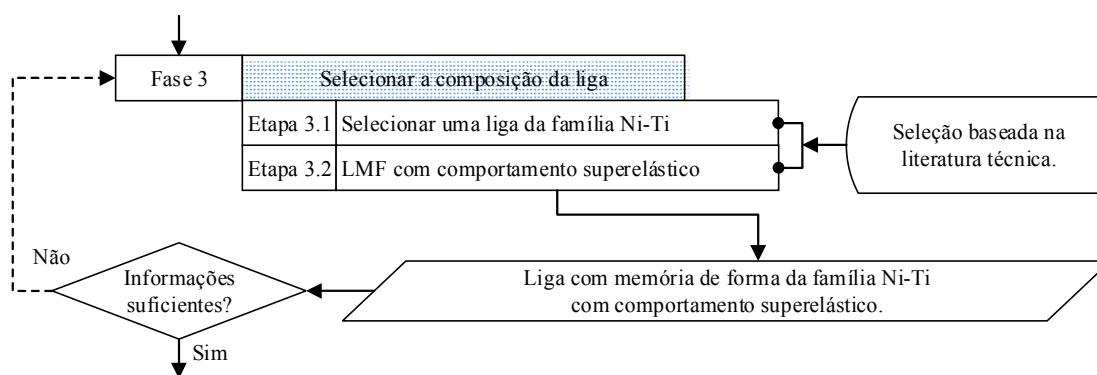 Fase 3
Selecionar a composição da liga
Etapa 3.1
Selecionar uma liga da família Ni-Ti
Etapa 3.2
LMF com comportamento superelástico
Seleção baseada na
literatura técnica.
Não
Informações
suficientes?
Liga com memória de forma da família Ni-Ti
com comportamento superelástico.
Sim